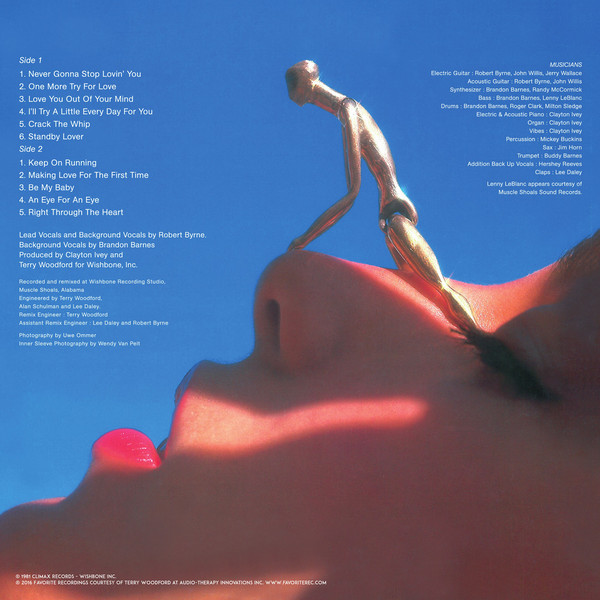 Side 1
1. Never Gonna Stop Lovin' You
2. One More Try For Love
3. Love You Out Of Your Mind
4. I'll Try A Little Every Day For You
5. Crack The Whip
6. Standby Lover
Side 2
1. Keep On Running
2. Making Love For The First Time
3. Be My Baby
4. An Eye For An Eye
5. Right Through The Heart
Lead Vocals and Background Vocals by Robert Byrne.
Background Vocals by Brandon Barnes
Produced by Clayton Ivey and
Terry Woodford for Wishbone, Inc.
Recorded and remixed at Wishbone Recording Studio,
Muscle Shoals, Alabama
Engineered by Terry Woodford,
Alan Schulman and Lee Daley.
Remix Engineer : Terry Woodford
Assistant Remix Engineer : Lee Daley and Robert Byrne
Photography by Uwe Ommer
Inner Sleeve Photography by Wendy Van Pelt
MUSICIANS
Electric Guitar : Robert Byrne, John Willis, Jerry Wallace
Acoustic Guitar : Robert Byrne, John Willis
Synthesizer : Brandon Barnes, Randy McCormick
Bass : Brandon Barnes, Lenny LeBlanc
Drums : Brandon Barnes, Roger Clark, Milton Sledge
Electric & Acoustic Piano : Clayton Ivey
Organ : Clayton Ivey
Vibes : Clayton Ivey
Percussion : Mickey Buckins
Sax : Jim Horn
Trumpet : Buddy Barnes
Addition Back Up Vocals : Hershey Reeves
Claps : Lee Daley
Lenny LeBlanc appears courtesy of
Muscle Shoals Sound Records.
© 1981 CLIMAX RECORDS - WISHBONE INC.
© 2016 FAVORITE RECORDINGS COURTESY OF TERRY WOODFORD AT AUDIO-THERAPY INNOVATIONS INC. WWW.FAVORITEREC.COM